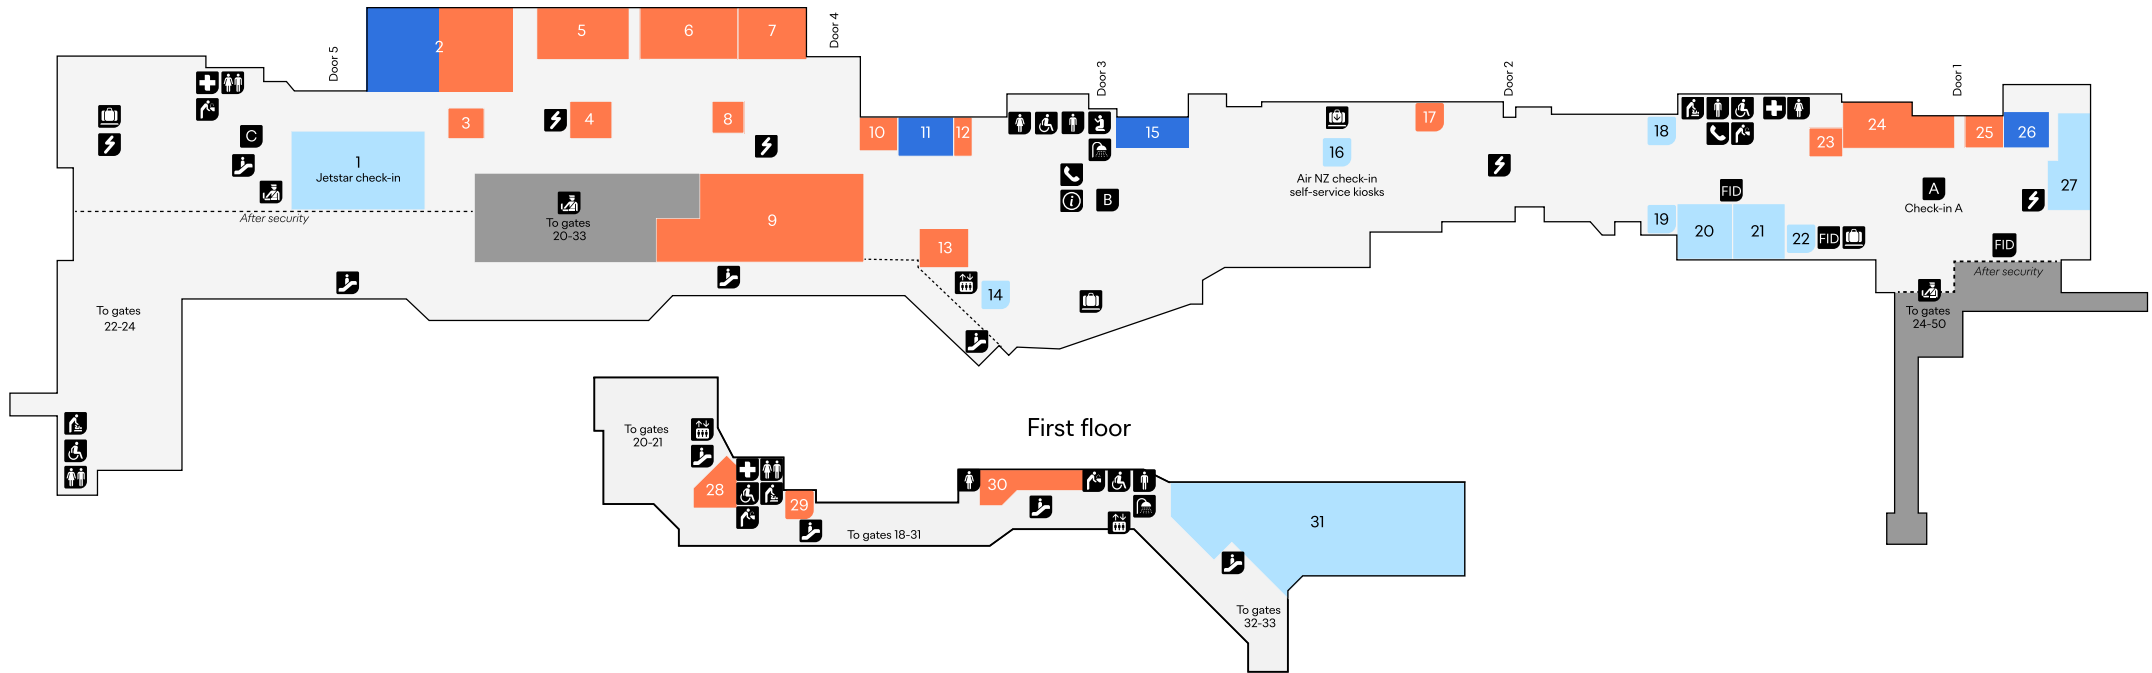 Door 5
Door 4
Door 3
Door 2
Door 1
2
5
6
7
3
4
8
10
11
12
15
17
18
23
24
25
26
C
1
Jetstar check-in
16
Air NZ check-in
self-service kiosks
B
FID
A
Check-in A
27
After security
To gates
20-33
9
13
14
19
20
21
22
FID
FID
After security
To gates
22-24
To gates
24-50
First floor
To gates
20-21
28
29
30
31
To gates 18-31
To gates
32-33